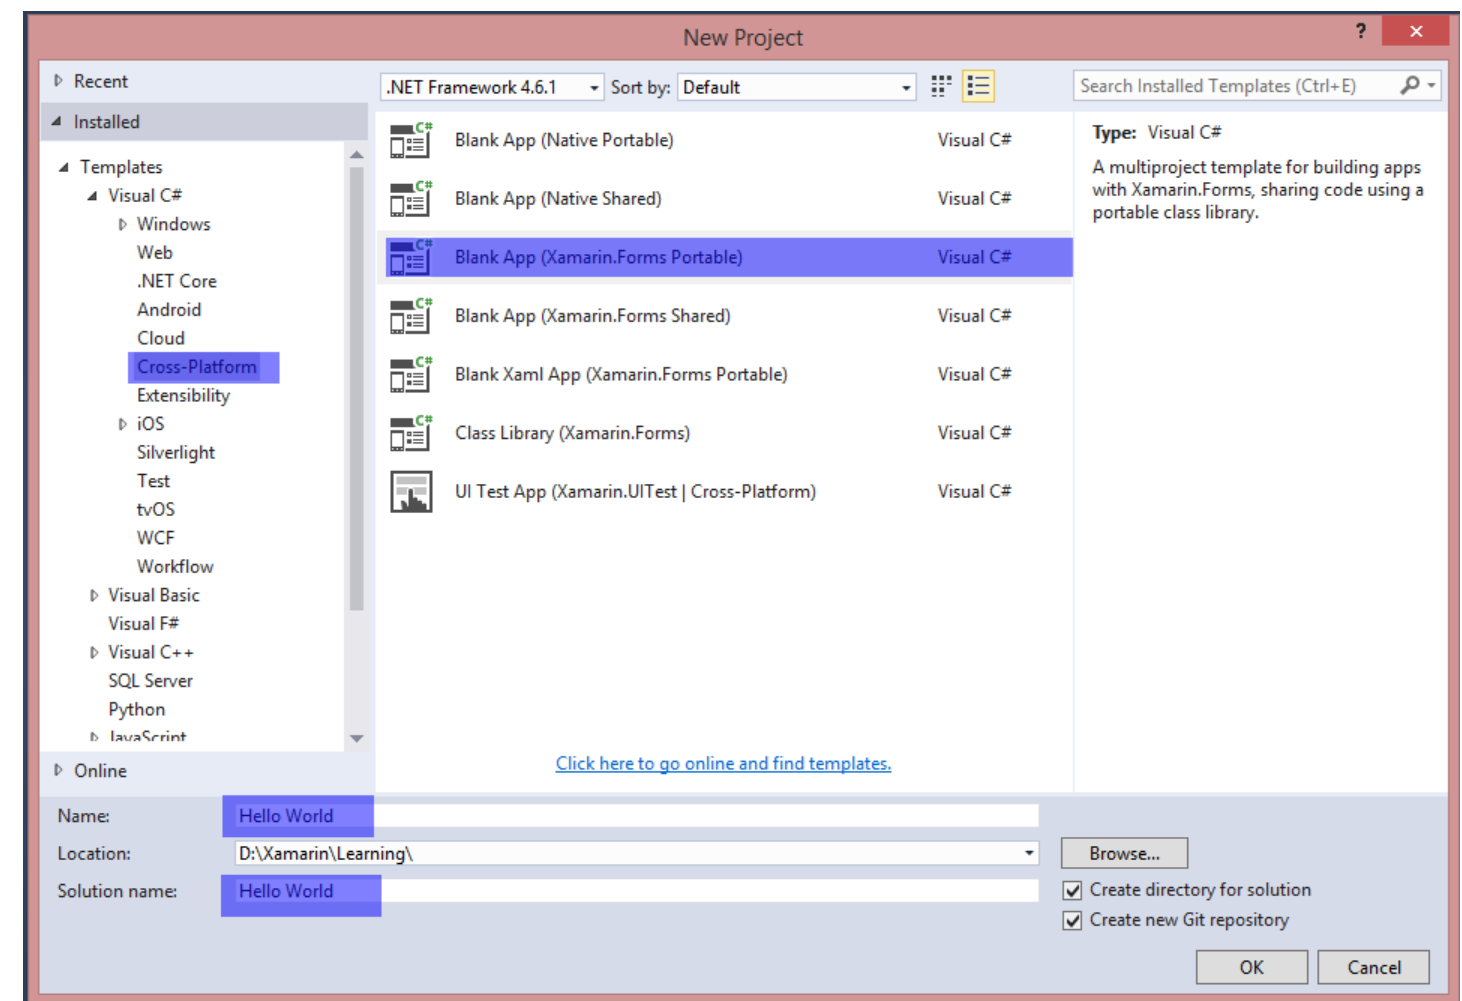 New Project
?
Recent
.NET Framework 4.6.1 Sort by: Default
Search Installed Templates (Ctrl+E)
Installed
Templates
Visual C#
Windows
Web
.NET Core
Android
Cloud
Cross-Platform
Extensibility
iOS
Silverlight
Test
tvOS
WCF
Workflow
Visual Basic
Visual F#
Visual C++
SQL Server
Python
JavaScript
Online
C# Blank App (Native Portable) Visual C#
C# Blank App (Native Shared) Visual C#
C# Blank App (Xamarin.Forms Portable) Visual C#
C# Blank App (Xamarin.Forms Shared) Visual C#
C# Blank Xaml App (Xamarin.Forms Portable) Visual C#
C# Class Library (Xamarin.Forms) Visual C#
UI Test App (Xamarin.UITest | Cross-Platform) Visual C#
Click here to go online and find templates.
Type: Visual C#
A multiproject template for building apps
with Xamarin.Forms, sharing code using a
portable class library.
Name: Hello World
Location: D:\Xamarin\Learning\ Browse...
Solution name: Hello World
Create directory for solution
Create new Git repository
OK Cancel